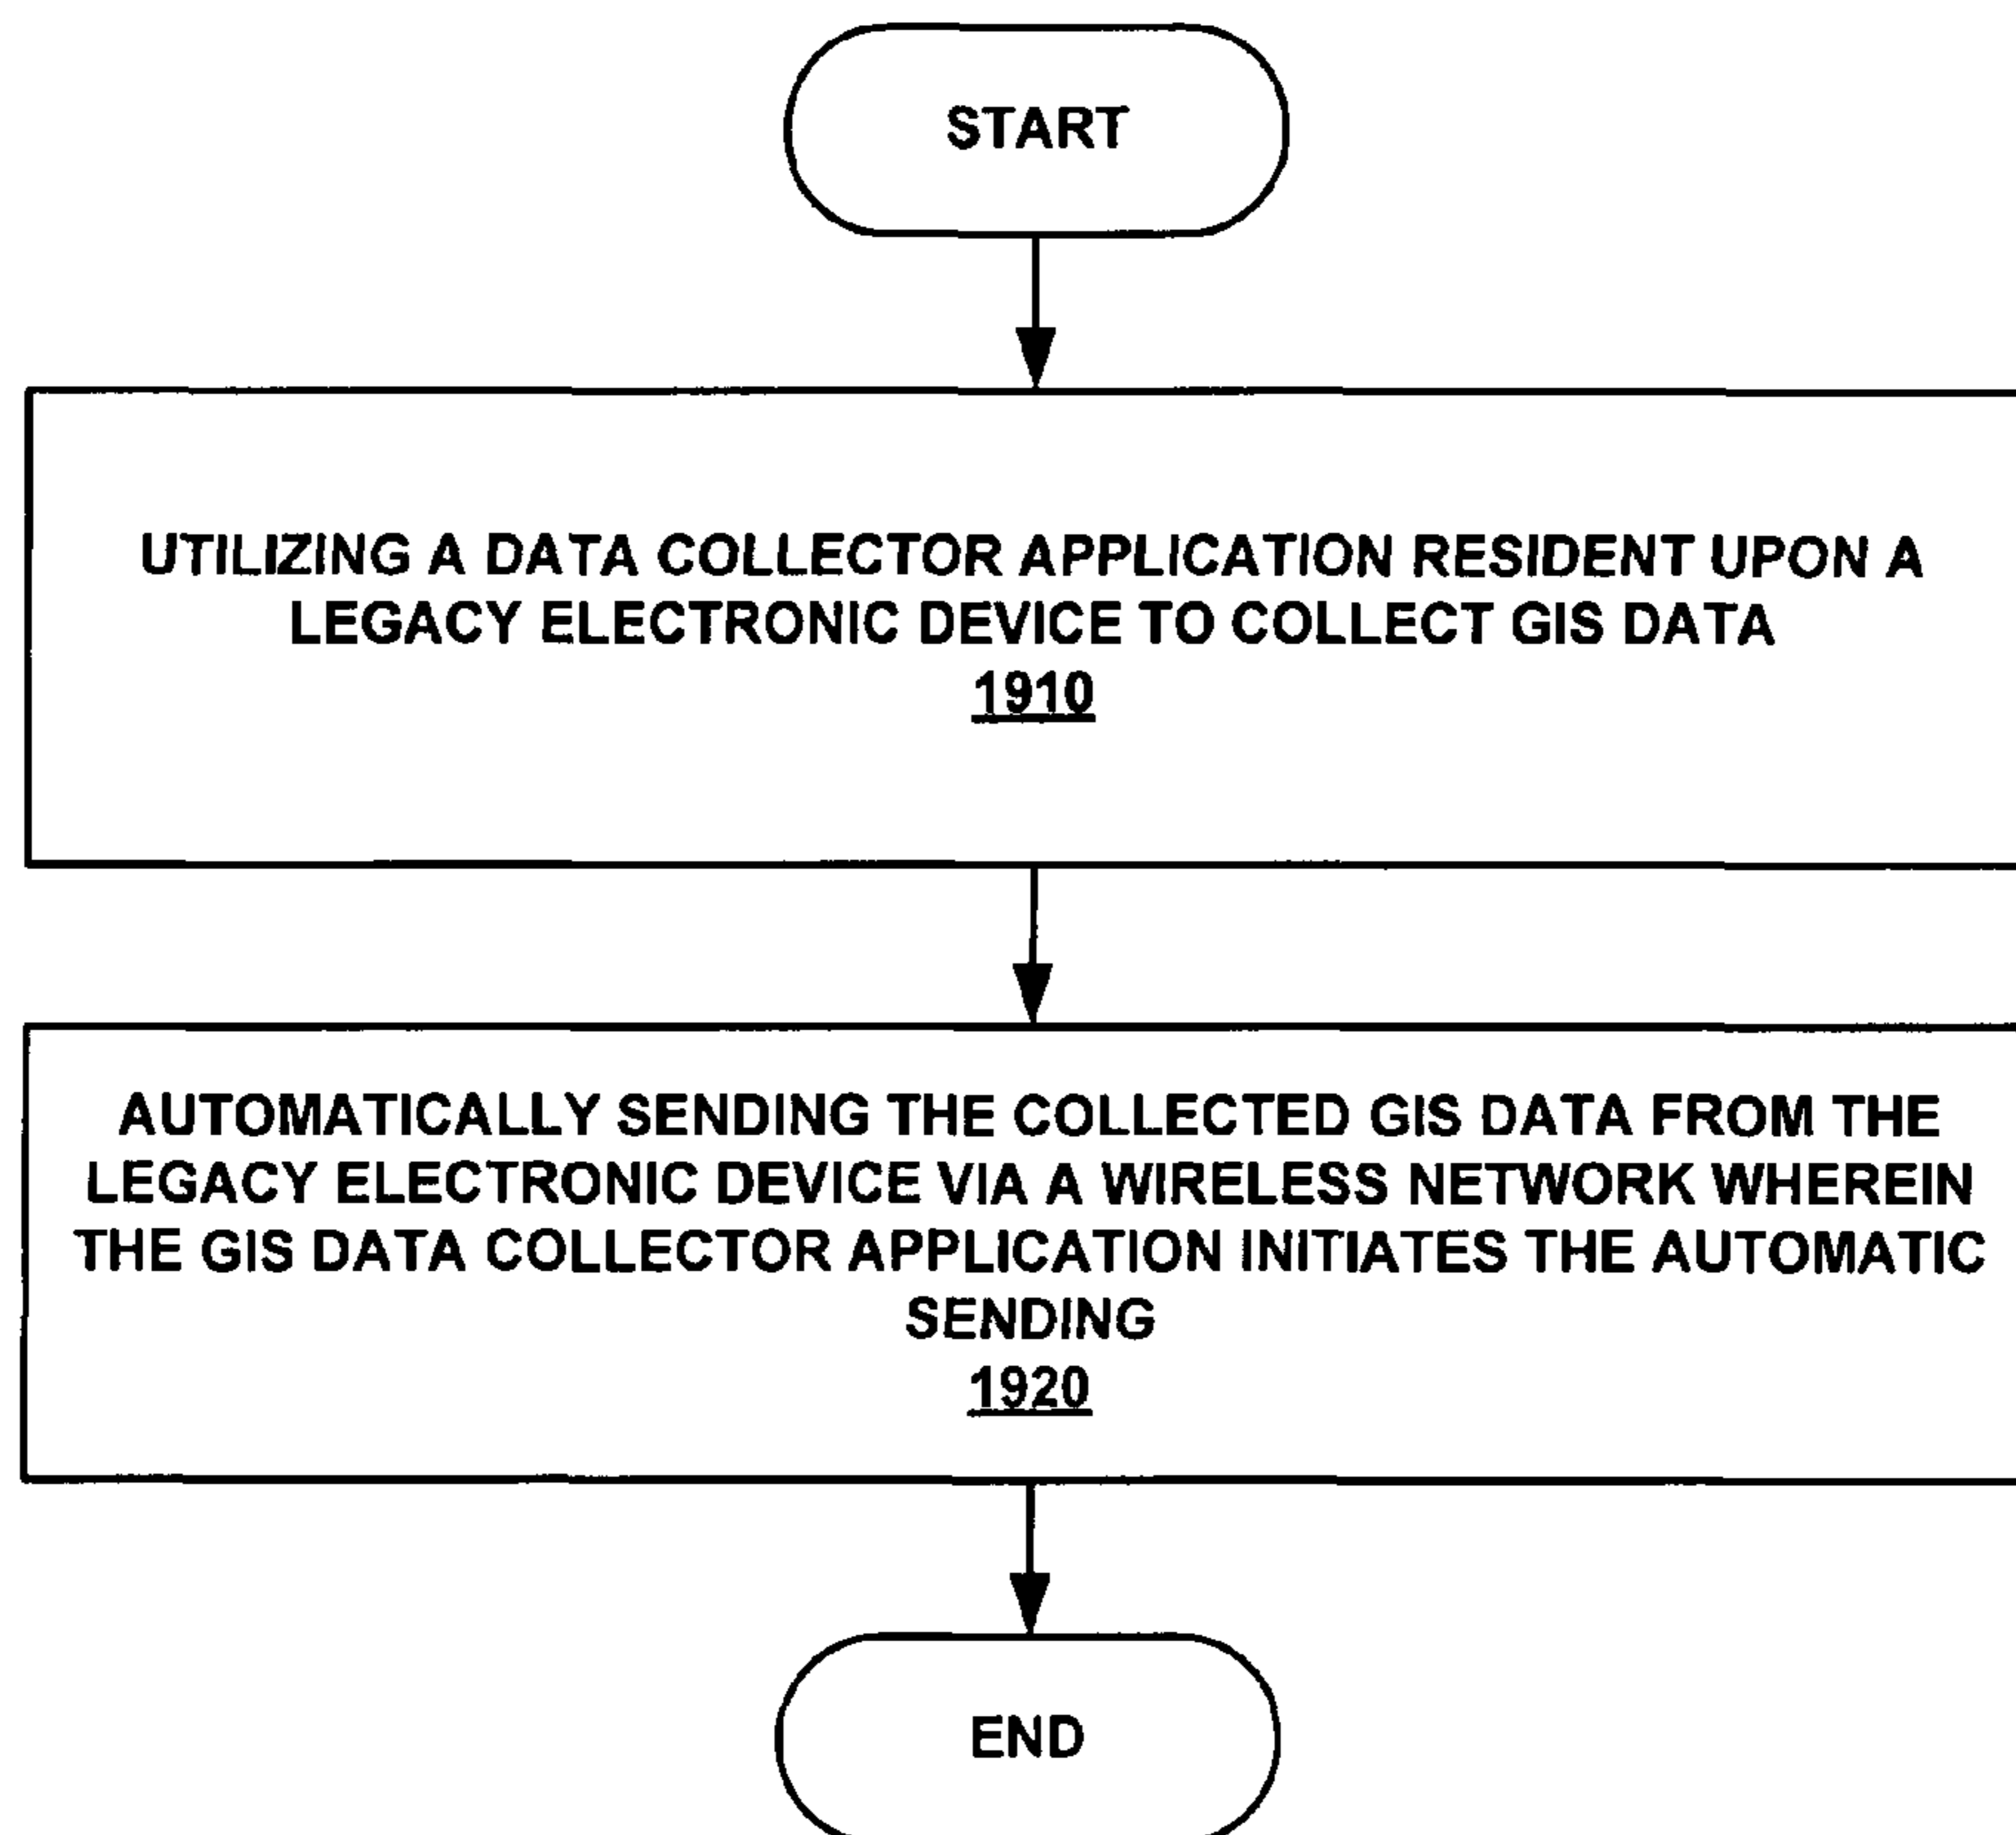 START
UTILIZING A DATA COLLECTOR APPLICATION RESIDENT UPON A
LEGACY ELECTRONIC DEVICE TO COLLECT GIS DATA
1910
AUTOMATICALLY SENDING THE COLLECTED GIS DATA FROM THE
LEGACY ELECTRONIC DEVICE VIA A WIRELESS NETWORK WHEREIN
THE GIS DATA COLLECTOR APPLICATION INITIATES THE AUTOMATIC
SENDING
1920
END